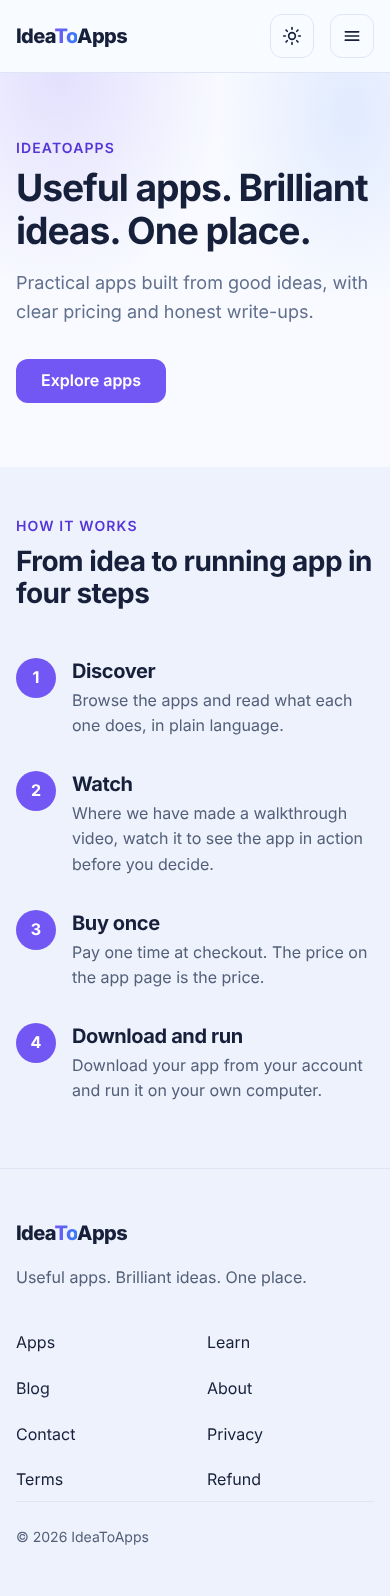 IdeaToApps
IDEATOAPPS
Useful apps. Brilliant
ideas. One place.
Practical apps built from good ideas, with
clear pricing and honest write-ups.
Explore apps
HOW IT WORKS
From idea to running app in
four steps
1
Discover
Browse the apps and read what each
one does, in plain language.
2
Watch
Where we have made a walkthrough
video, watch it to see the app in action
before you decide.
3
Buy once
Pay one time at checkout. The price on
the app page is the price.
4
Download and run
Download your app from your account
and run it on your own computer.
IdeaToApps
Useful apps. Brilliant ideas. One place.
Apps Learn
Blog About
Contact Privacy
Terms Refund
© 2026 IdeaToApps